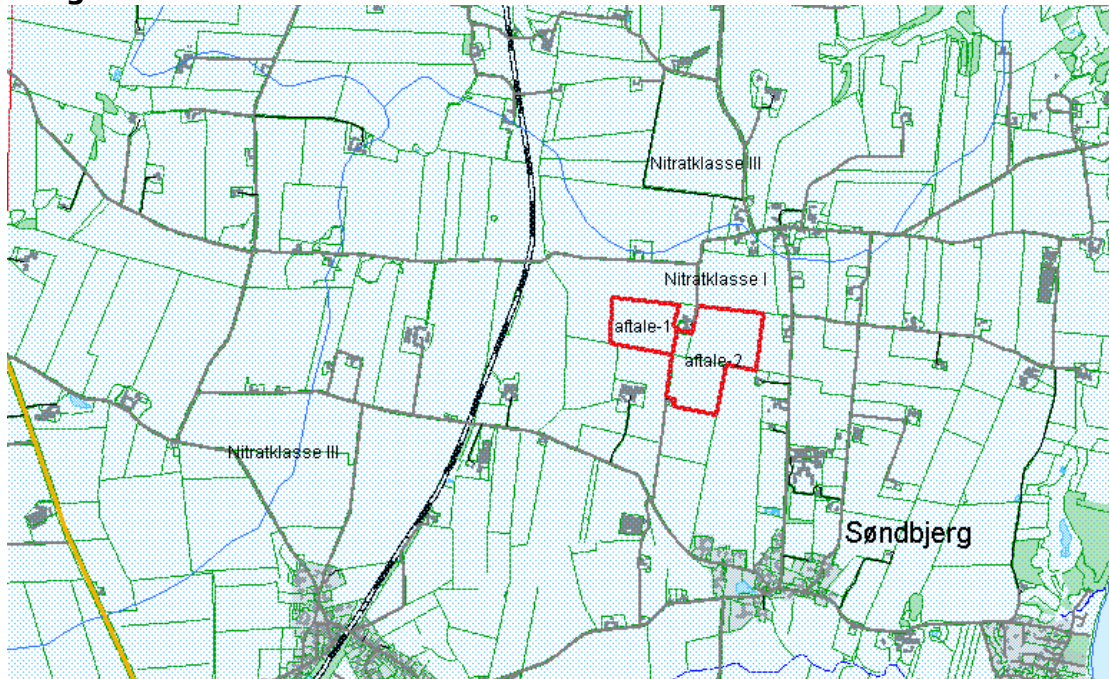 Nitratklasse III
Nitratklasse I
aftale-1
aftale-2
Nitratklasse III
Søndbjerg